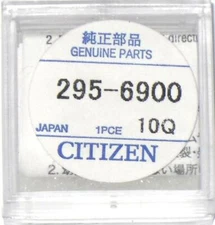 純正部品
GENUINE PARTS
295-6900
JAPAN 1PCE 10Q
CITIZEN